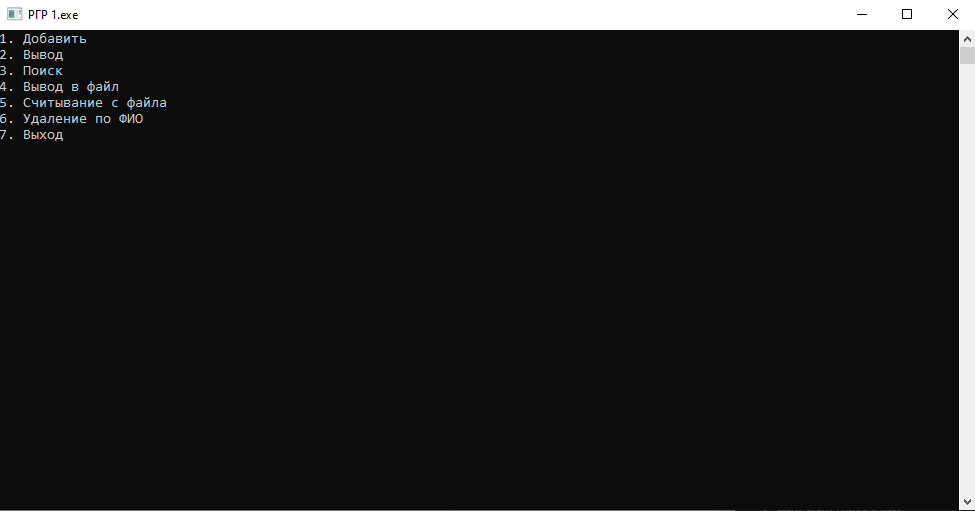 РГР 1.exe
1. Добавить
2. Вывод
3. Поиск
4. Вывод в файл
5. Считывание с файла
6. Удаление по ФИО
7. Выход